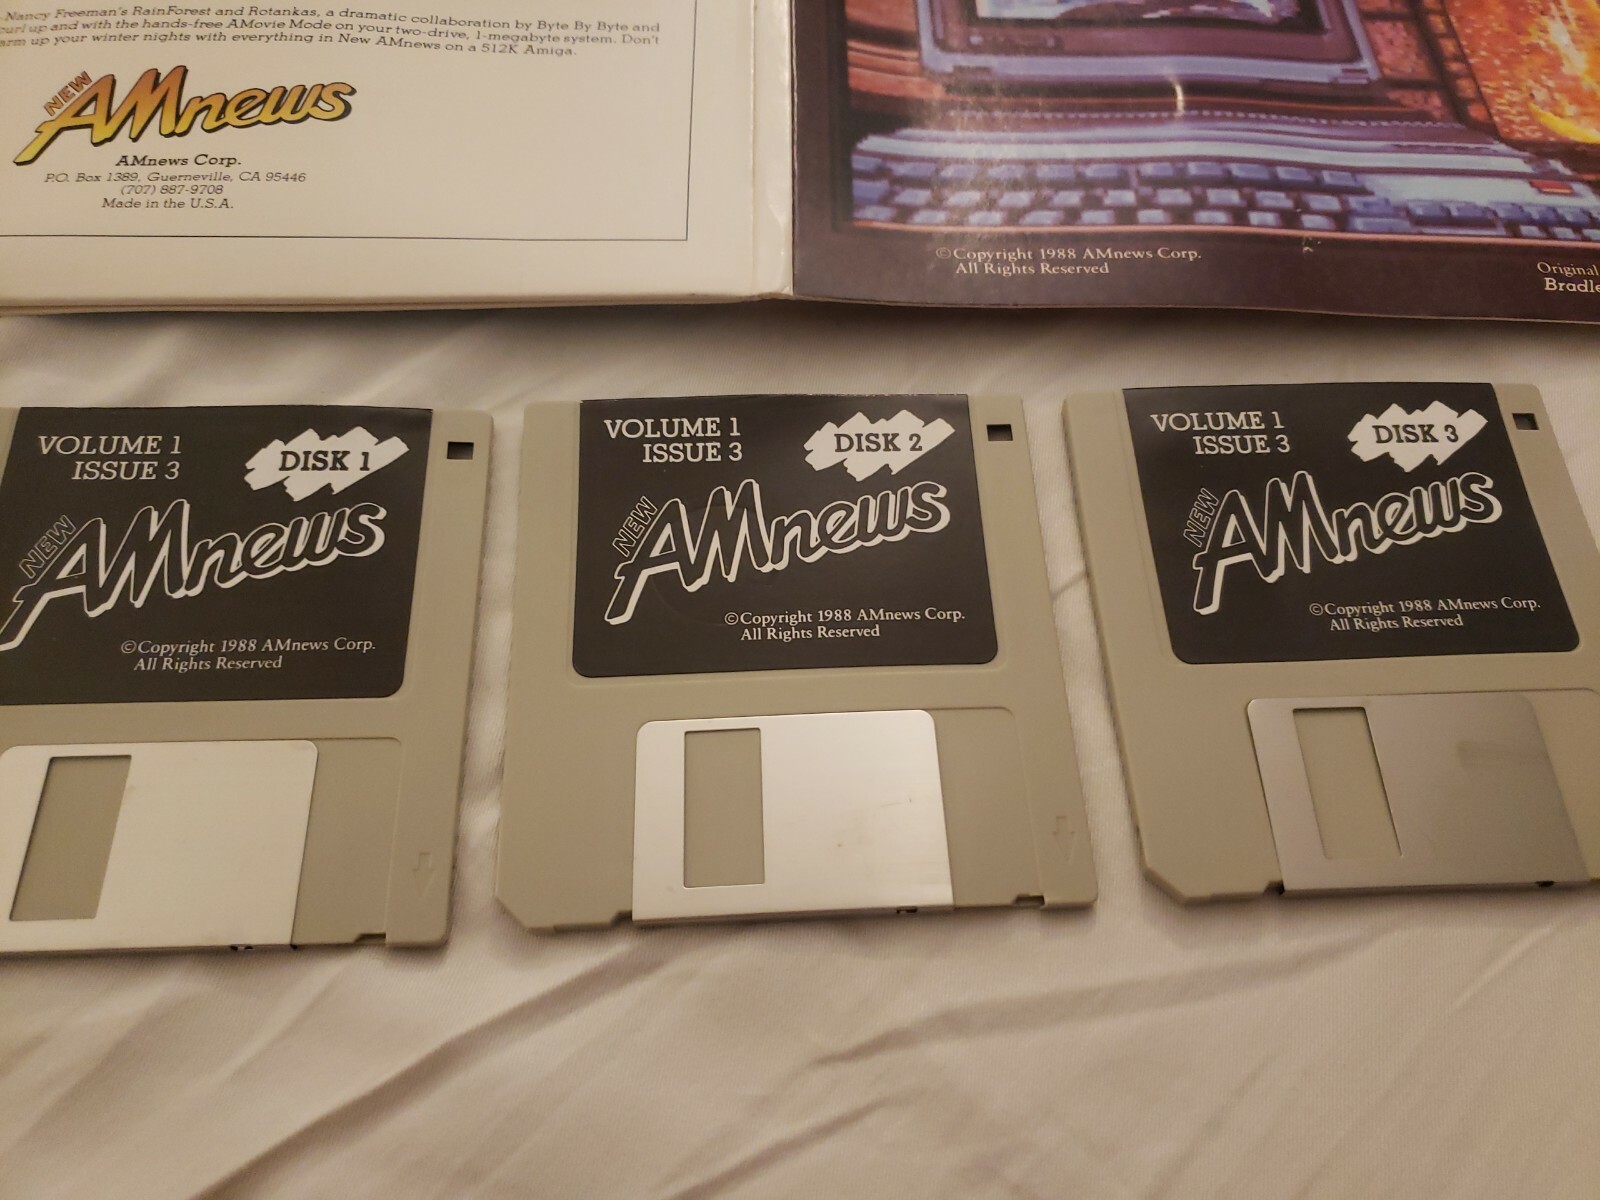 Nancy Freeman's RainForest and Rotankas, a dramatic collaboration by Byte By Byte and
curl up and with the hands-free AMovie Mode on your two-drive, 1-megabyte system. Don't
warm up your winter nights with everything in New AMnews on a 512K Amiga.
NEW
AMnews
AMnews Corp.
P.O. Box 1389, Guerneville, CA 95446
(707) 887-9708
Made in the U.S.A.
©Copyright 1988 AMnews Corp.
All Rights Reserved
Original
VOLUME 1
ISSUE 3
DISK 1
NEW
AMnews
©Copyright 1988 AMnews Corp.
All Rights Reserved
VOLUME 1
ISSUE 3
DISK 2
NEW
AMnews
©Copyright 1988 AMnews Corp.
All Rights Reserved
VOLUME 1
ISSUE 3
DISK 3
NEW
AMnews
©Copyright 1988 AMnews Corp.
All Rights Reserved